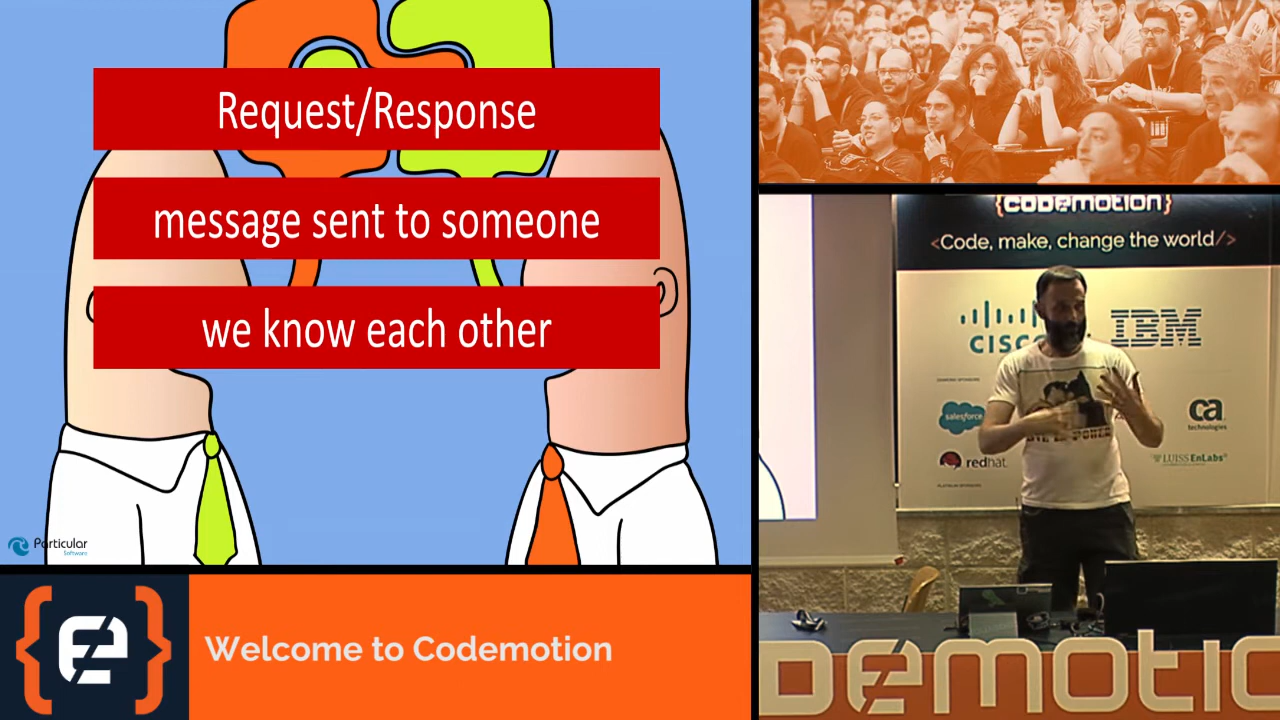 Request/Response
message sent to someone
we know each other
Particular
Software
Welcome to Codemotion
{codemotion}
<Code, make, change the world/>
CISCO
IBM
salesforce
ca
technologies
redhat
LUISS EnLabs